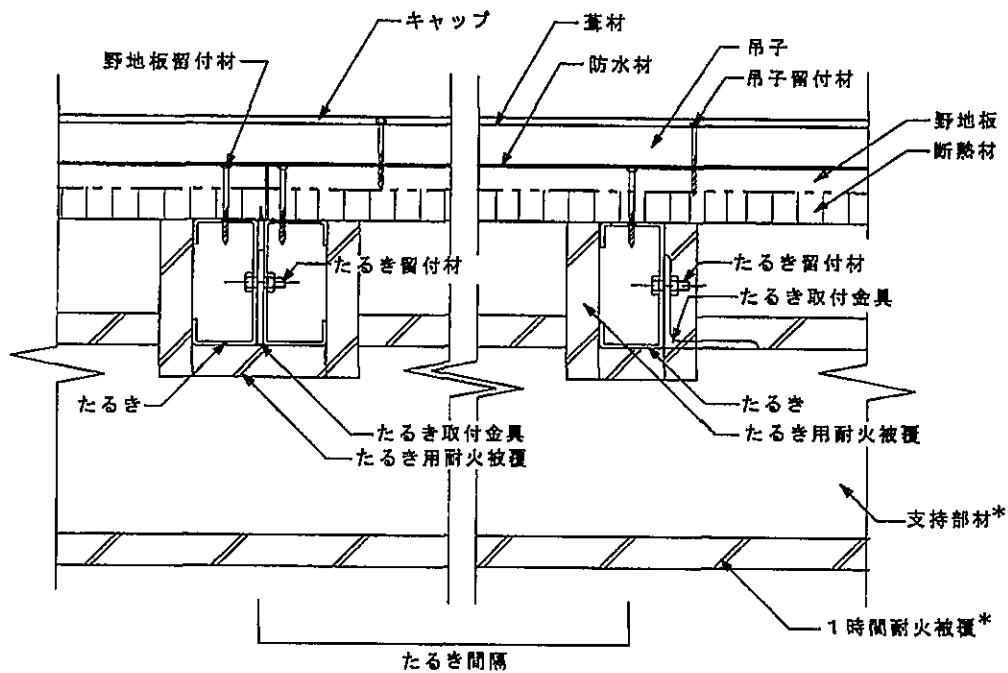 キャップ
葺材
吊子
野地板留付材
防水材
吊子留付材
野地板
断熱材
たるき留付材
たるき留付材
たるき取付金具
たるき
たるき
たるき取付金具
たるき用耐火被覆
たるき用耐火被覆
支持部材*
1時間耐火被覆*
たるき間隔